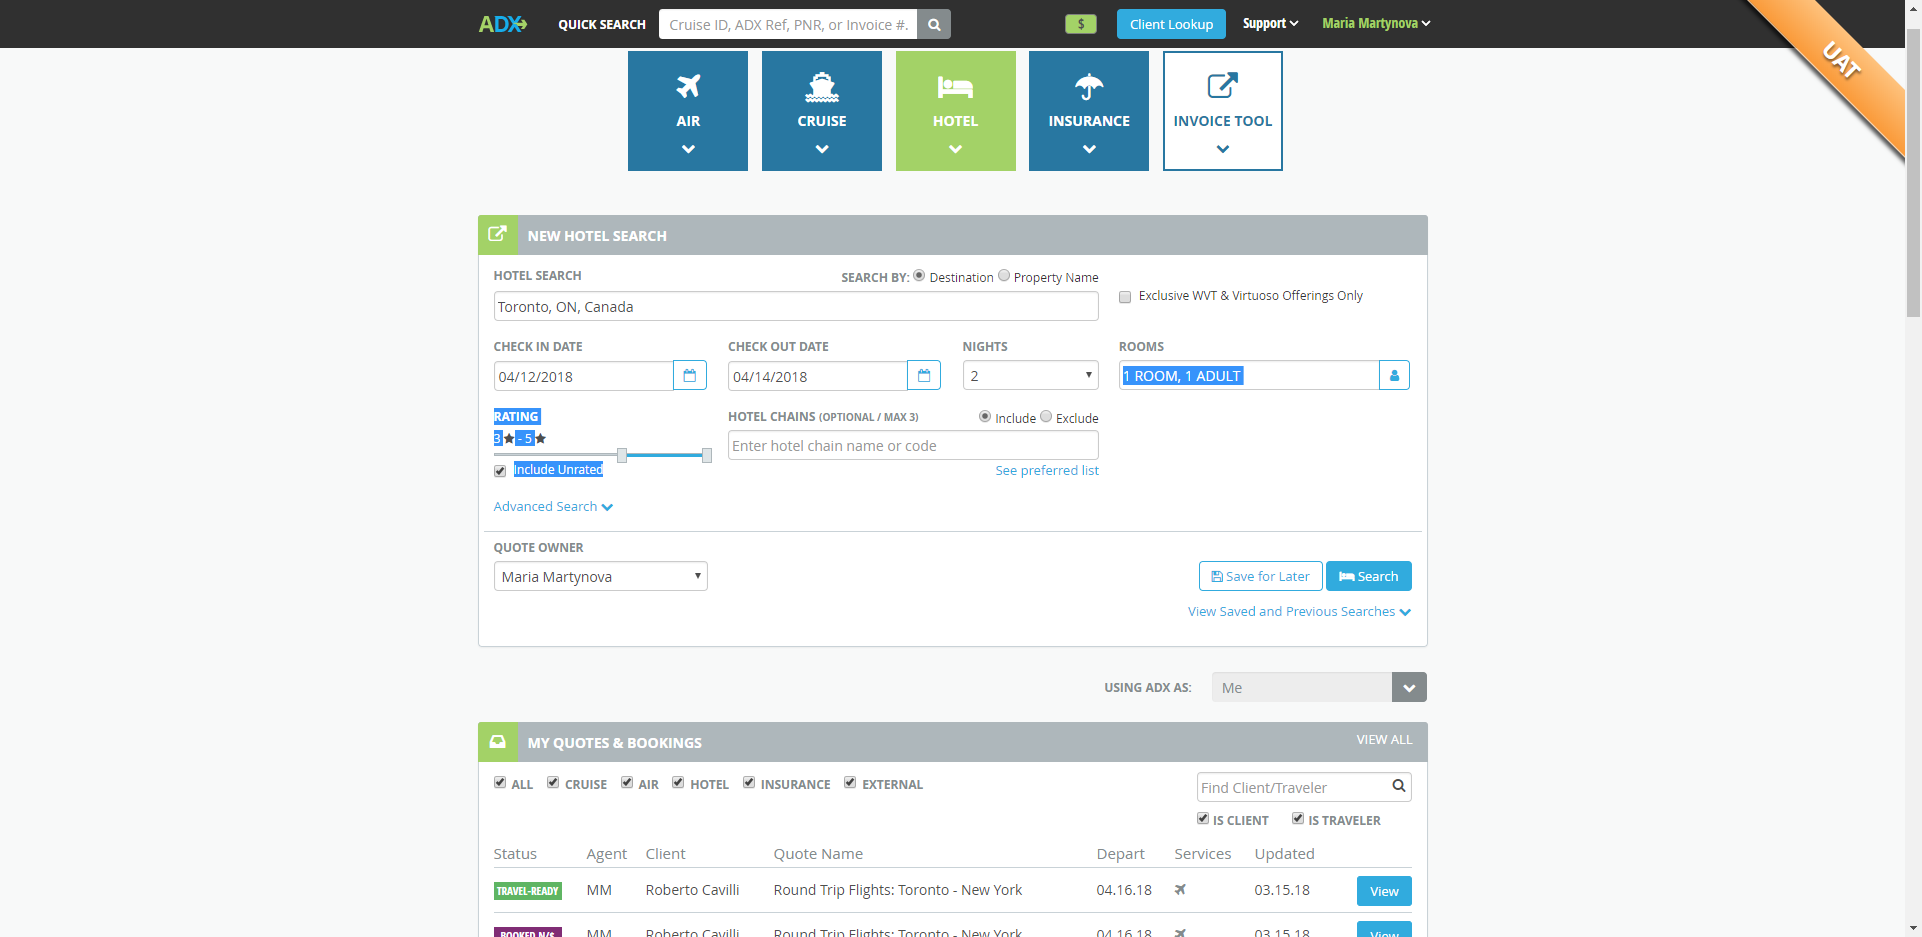 ADX QUICK SEARCH Cruise ID, ADX Ref, PNR, or Invoice #. $ Client Lookup Support Maria Martynova
UAT
AIR CRUISE HOTEL INSURANCE INVOICE TOOL
NEW HOTEL SEARCH
HOTEL SEARCH SEARCH BY: Destination Property Name
Toronto, ON, Canada Exclusive WVT & Virtuoso Offerings Only
CHECK IN DATE CHECK OUT DATE NIGHTS ROOMS
04/12/2018 04/14/2018 2 1 ROOM, 1 ADULT
RATING HOTEL CHAINS (OPTIONAL / MAX 3) Include Exclude
3★ - 5★ Enter hotel chain name or code
Include Unrated See preferred list
Advanced Search
QUOTE OWNER
Maria Martynova Save for Later Search
View Saved and Previous Searches
USING ADX AS: Me
MY QUOTES & BOOKINGS VIEW ALL
ALL CRUISE AIR HOTEL INSURANCE EXTERNAL Find Client/Traveler
IS CLIENT IS TRAVELER
Status Agent Client Quote Name Depart Services Updated
TRAVEL-READY MM Roberto Cavilli Round Trip Flights: Toronto - New York 04.16.18 03.15.18 View
BOOKED N/S MM Roberto Cavilli Round Trip Flights: Toronto - New York 04.16.18 03.15.18 View